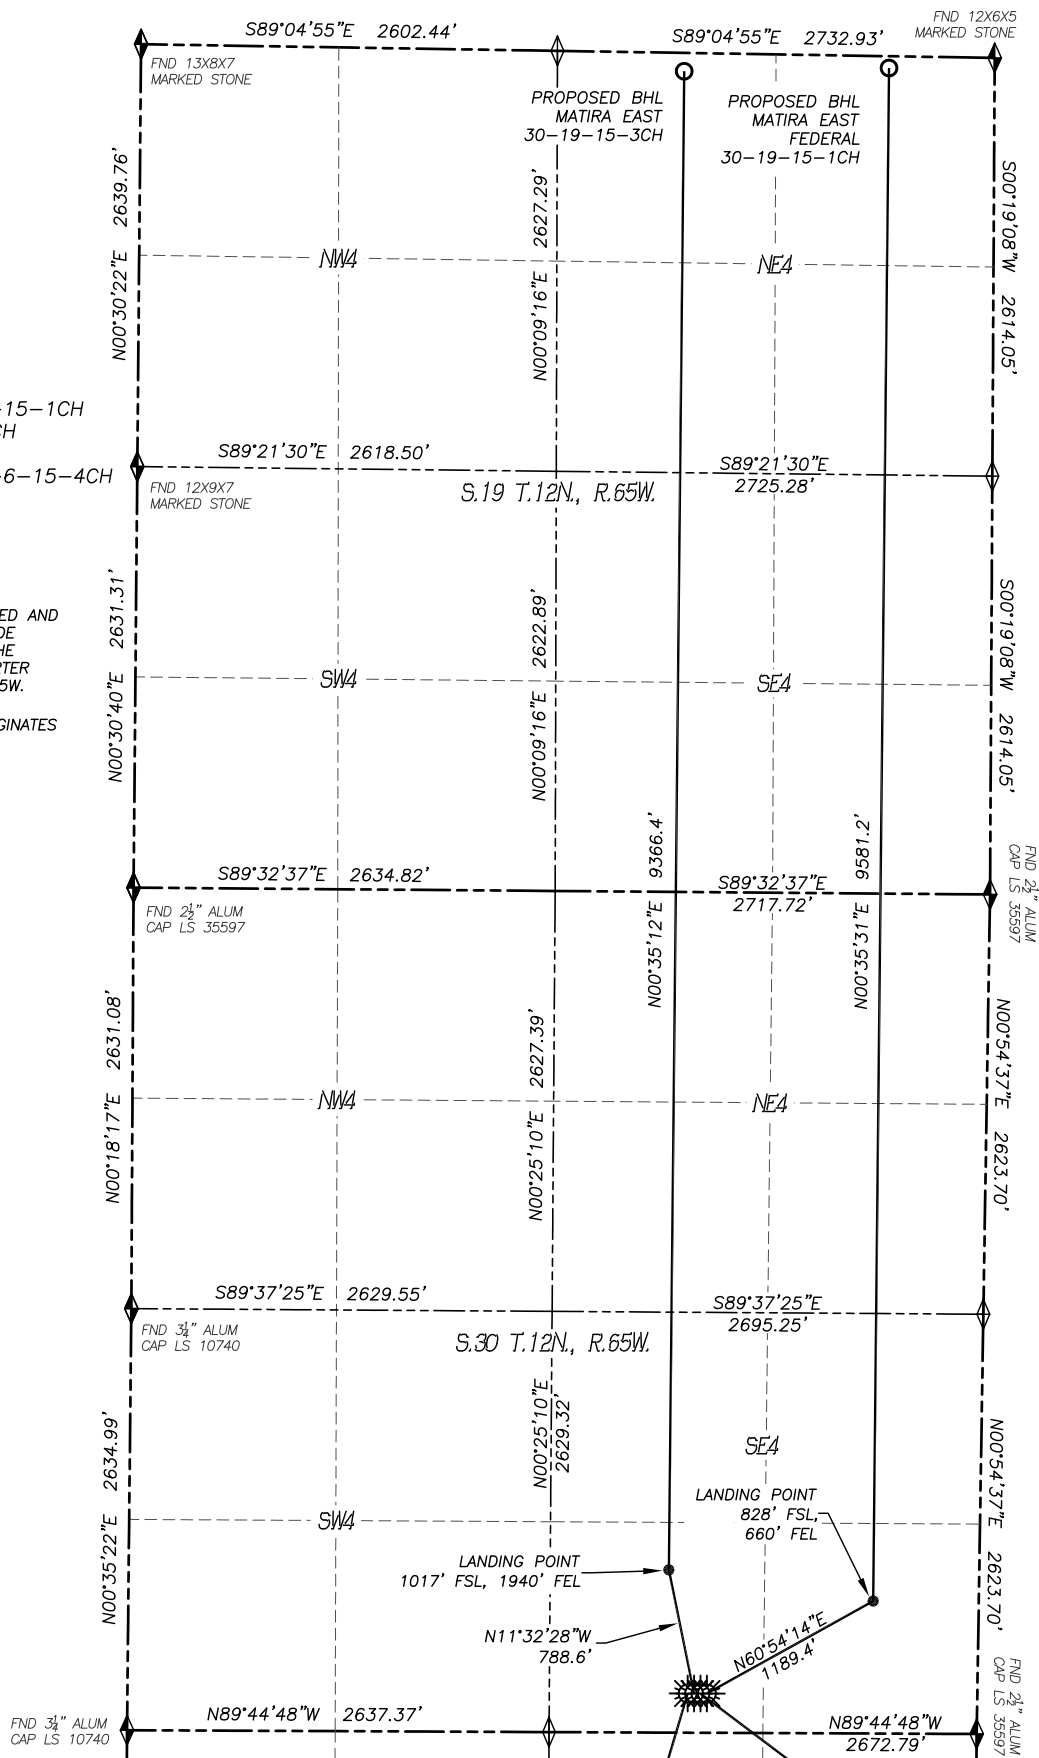 S89°04'55"E 2602.44'
S89°04'55"E 2732.93'
FND 12X6X5
MARKED STONE
FND 13X8X7
MARKED STONE
PROPOSED BHL
MATIRA EAST
30-19-15-3CH
PROPOSED BHL
MATIRA EAST
FEDERAL
30-19-15-1CH
N00°30'22"E 2639.76'
N00°09'16"E 2627.29'
S00°19'08"W 2614.05'
NW4
NE4
-15-1CH
CH
-6-15-4CH
S89°21'30"E 2618.50'
S89°21'30"E
2725.28'
FND 12X9X7
MARKED STONE
S.19 T.12N., R.65W.
ED AND
DE
HE
RTER
5W.
GINATES
N00°30'40"E 2631.31'
N00°09'16"E 2622.89'
S00°19'08"W 2614.05'
SW4
SE4
N00°35'12"E 9366.4'
N00°35'31"E 9581.2'
S89°32'37"E 2634.82'
S89°32'37"E
2717.72'
FND 2½" ALUM
CAP LS 35597
FND 2½" ALUM
CAP LS 35597
N00°18'17"E 2631.08'
N00°25'10"E 2627.39'
N00°54'37"E 2623.70'
NW4
NE4
S89°37'25"E 2629.55'
S89°37'25"E
2695.25'
FND 3¼" ALUM
CAP LS 10740
S.30 T.12N., R.65W.
N00°35'22"E 2634.99'
N00°25'10"E
2629.32'
N00°54'37"E 2623.70'
SE4
SW4
LANDING POINT
828' FSL,
660' FEL
LANDING POINT
1017' FSL, 1940' FEL
N11°32'28"W
788.6'
N60°54'14"E
1189.4'
FND 3¼" ALUM
CAP LS 10740
N89°44'48"W 2637.37'
N89°44'48"W
2672.79'
FND 2½" ALUM
CAP LS 35597